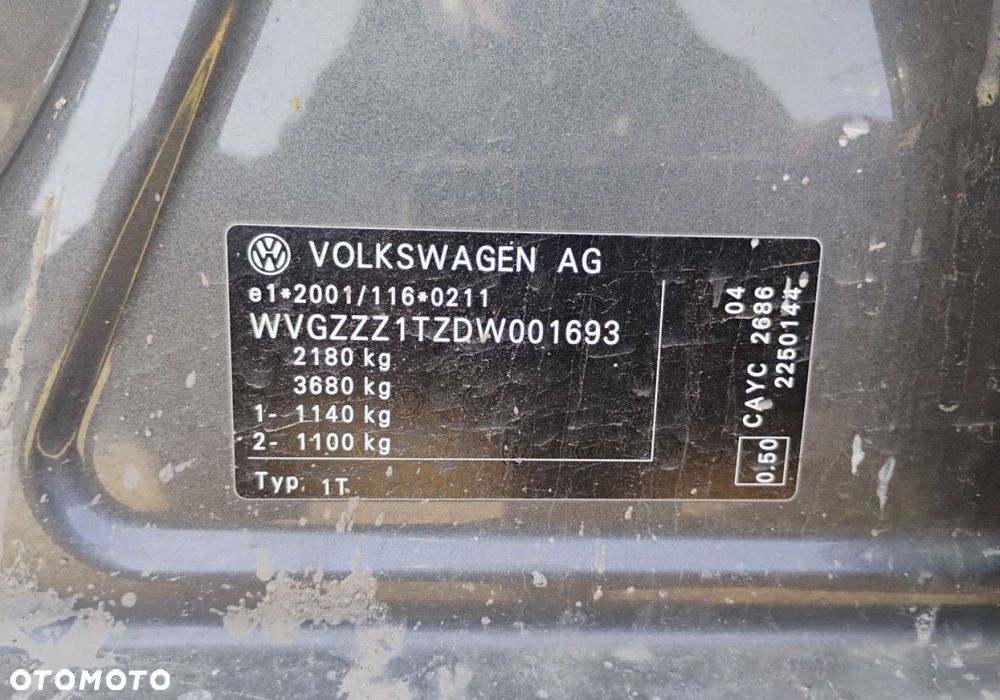 VOLKSWAGEN AG
e1*2001/116*0211
WVGZZZ1TZDW001693
2180 kg
3680 kg
1- 1140 kg
2- 1100 kg
Typ. 1T
04
CAYC 2686
2250144
0.50
OTOMOTO